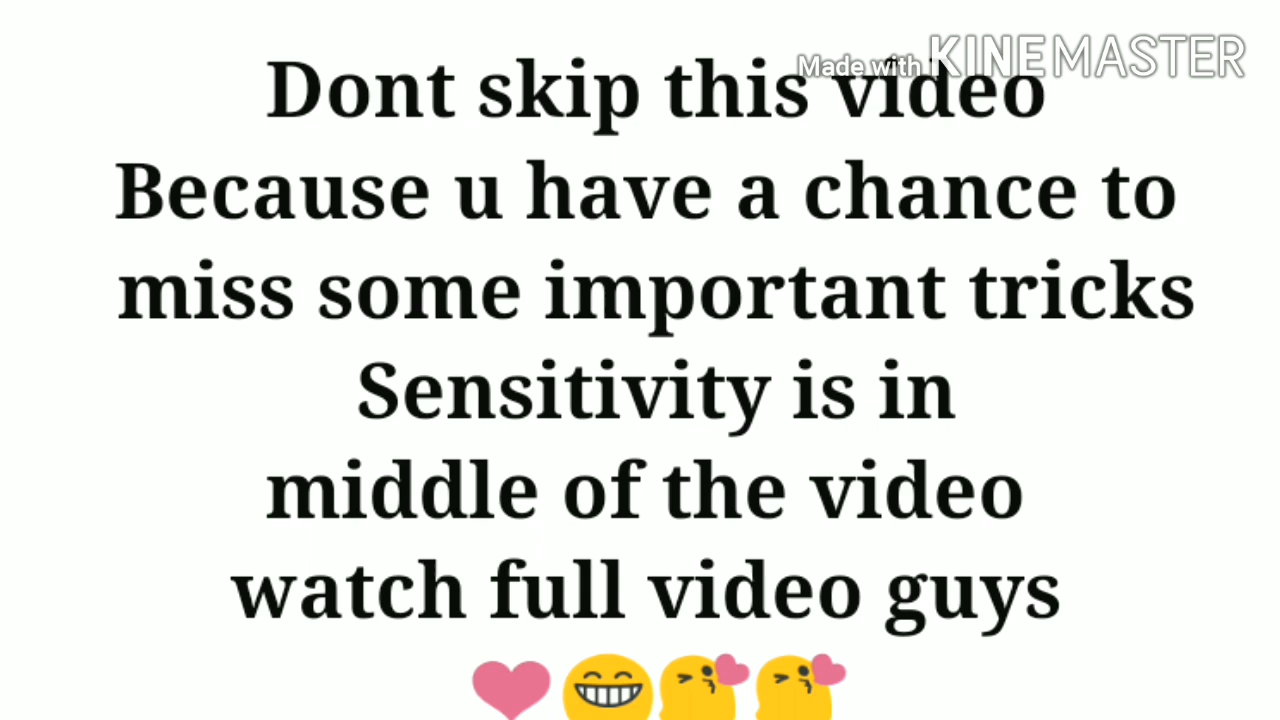 Made with KINEMASTER
Dont skip this video
Because u have a chance to
miss some important tricks
Sensitivity is in
middle of the video
watch full video guys
❤😁😘😘